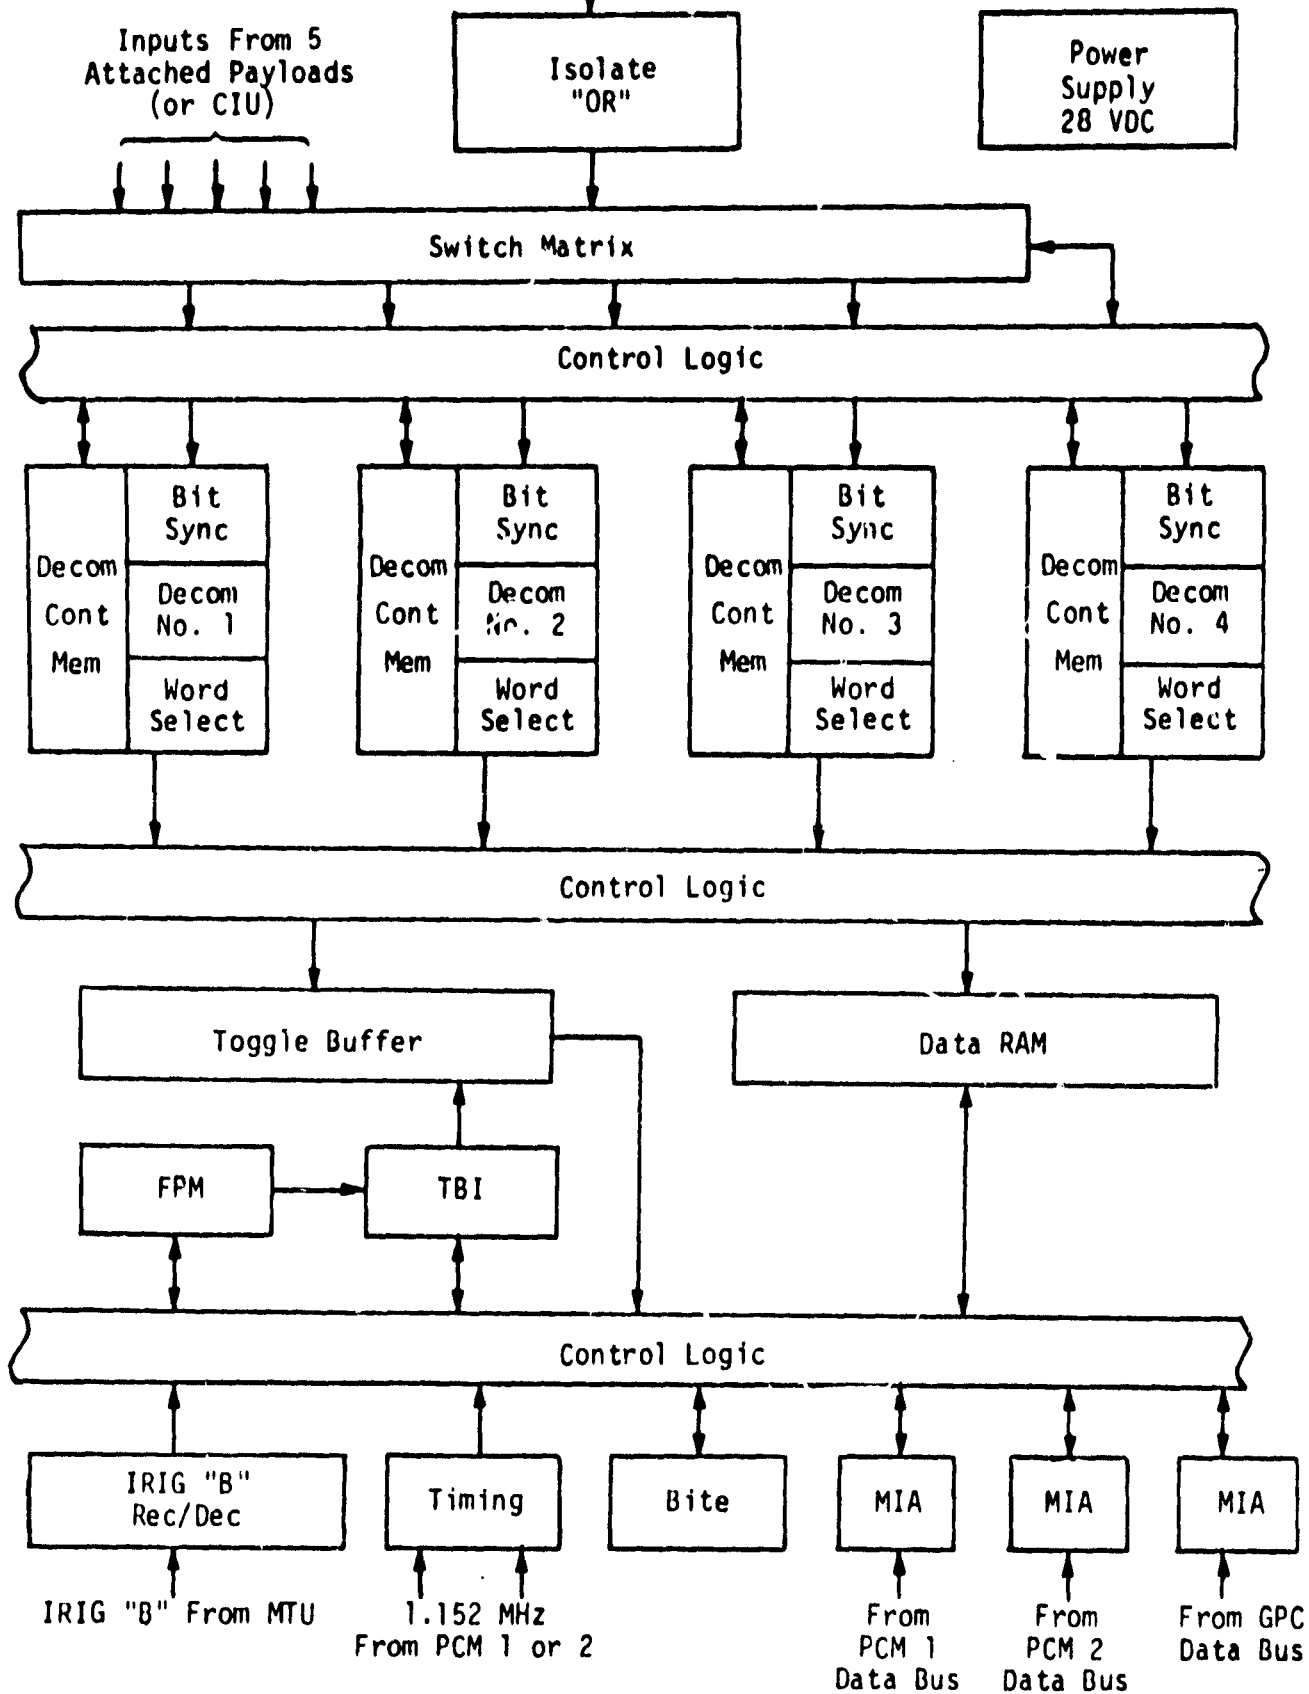 Inputs From 5
Attached Payloads
(or CIU)
Isolate
"OR"
Power
Supply
28 VDC
Switch Matrix
Control Logic
Decom
Cont
Mem
Bit
Sync
Decom
No. 1
Word
Select
Decom
Cont
Mem
Bit
Sync
Decom
No. 2
Word
Select
Decom
Cont
Mem
Bit
Sync
Decom
No. 3
Word
Select
Decom
Cont
Mem
Bit
Sync
Decom
No. 4
Word
Select
Control Logic
Toggle Buffer
Data RAM
FPM
TBI
Control Logic
IRIG "B"
Rec/Dec
Timing
Bite
MIA
MIA
MIA
IRIG "B" From MTU
1.152 MHz
From PCM 1 or 2
From
PCM 1
Data Bus
From
PCM 2
Data Bus
From GPC
Data Bus